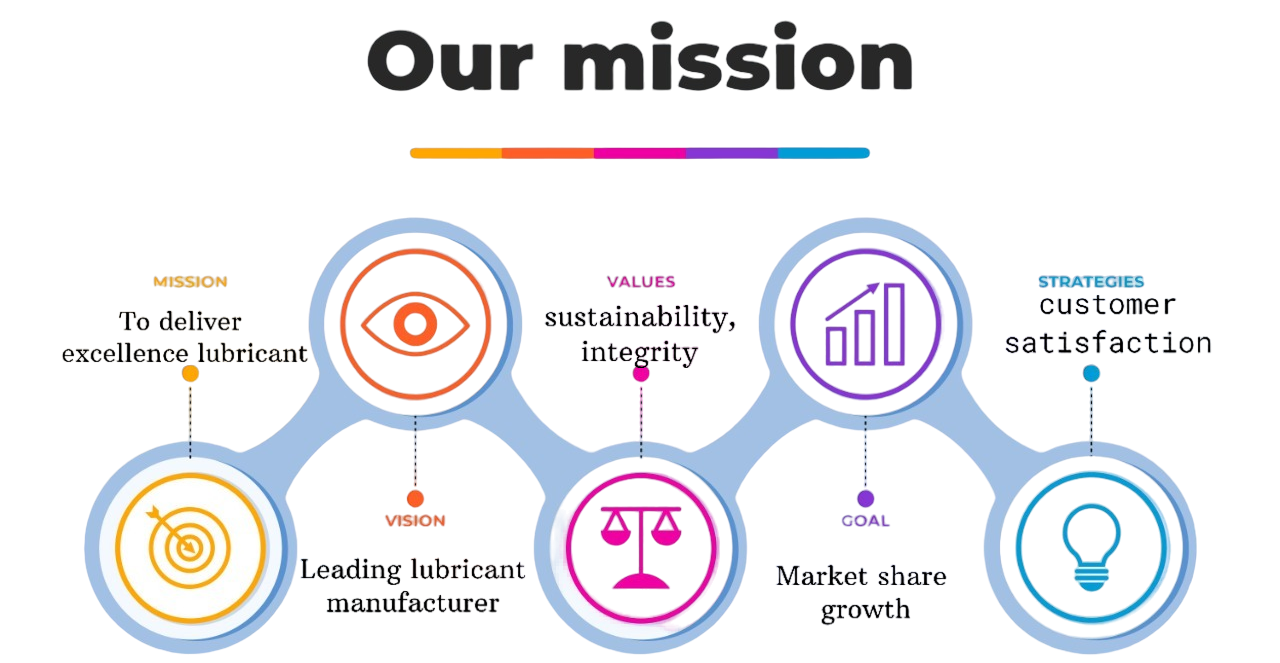 Our mission
MISSION
To deliver
excellence lubricant
VISION
Leading lubricant
manufacturer
VALUES
sustainability,
integrity
GOAL
Market share
growth
STRATEGIES
customer
satisfaction